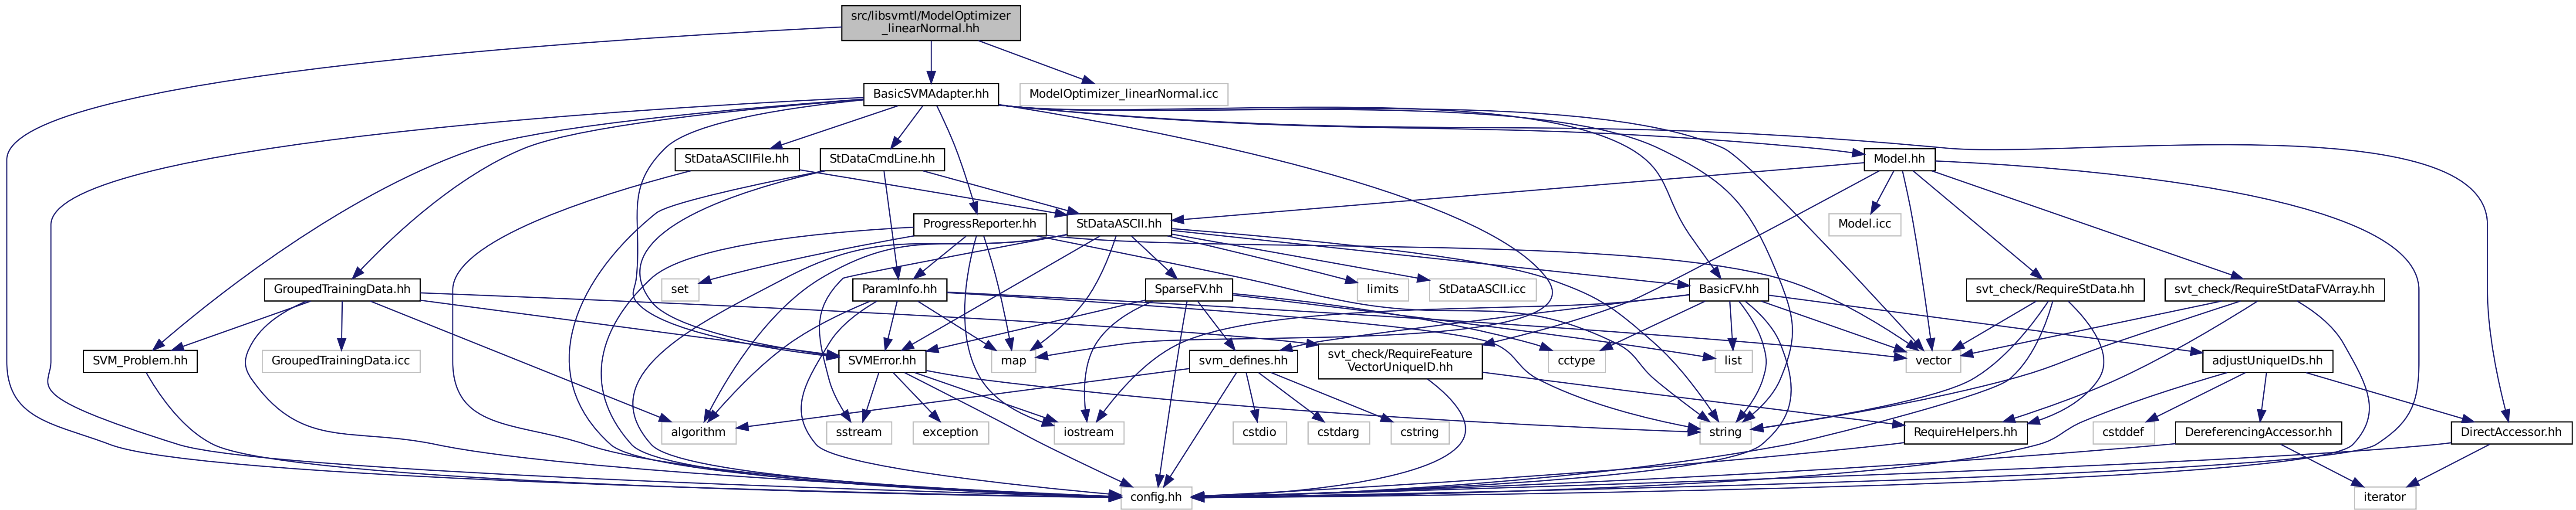 src/libsvmtl/ModelOptimizer
_linearNormal.hh
BasicSVMAdapter.hh
ModelOptimizer_linearNormal.icc
StDataASCIIFile.hh
StDataCmdLine.hh
Model.hh
ProgressReporter.hh
StDataASCII.hh
Model.icc
GroupedTrainingData.hh
set
ParamInfo.hh
SparseFV.hh
limits
StDataASCII.icc
BasicFV.hh
svt_check/RequireStData.hh
svt_check/RequireStDataFVArray.hh
SVM_Problem.hh
GroupedTrainingData.icc
SVMError.hh
map
svm_defines.hh
svt_check/RequireFeature
VectorUniqueID.hh
cctype
list
vector
adjustUniqueIDs.hh
algorithm
sstream
exception
iostream
cstdio
cstdarg
cstring
string
RequireHelpers.hh
cstddef
DereferencingAccessor.hh
DirectAccessor.hh
config.hh
iterator